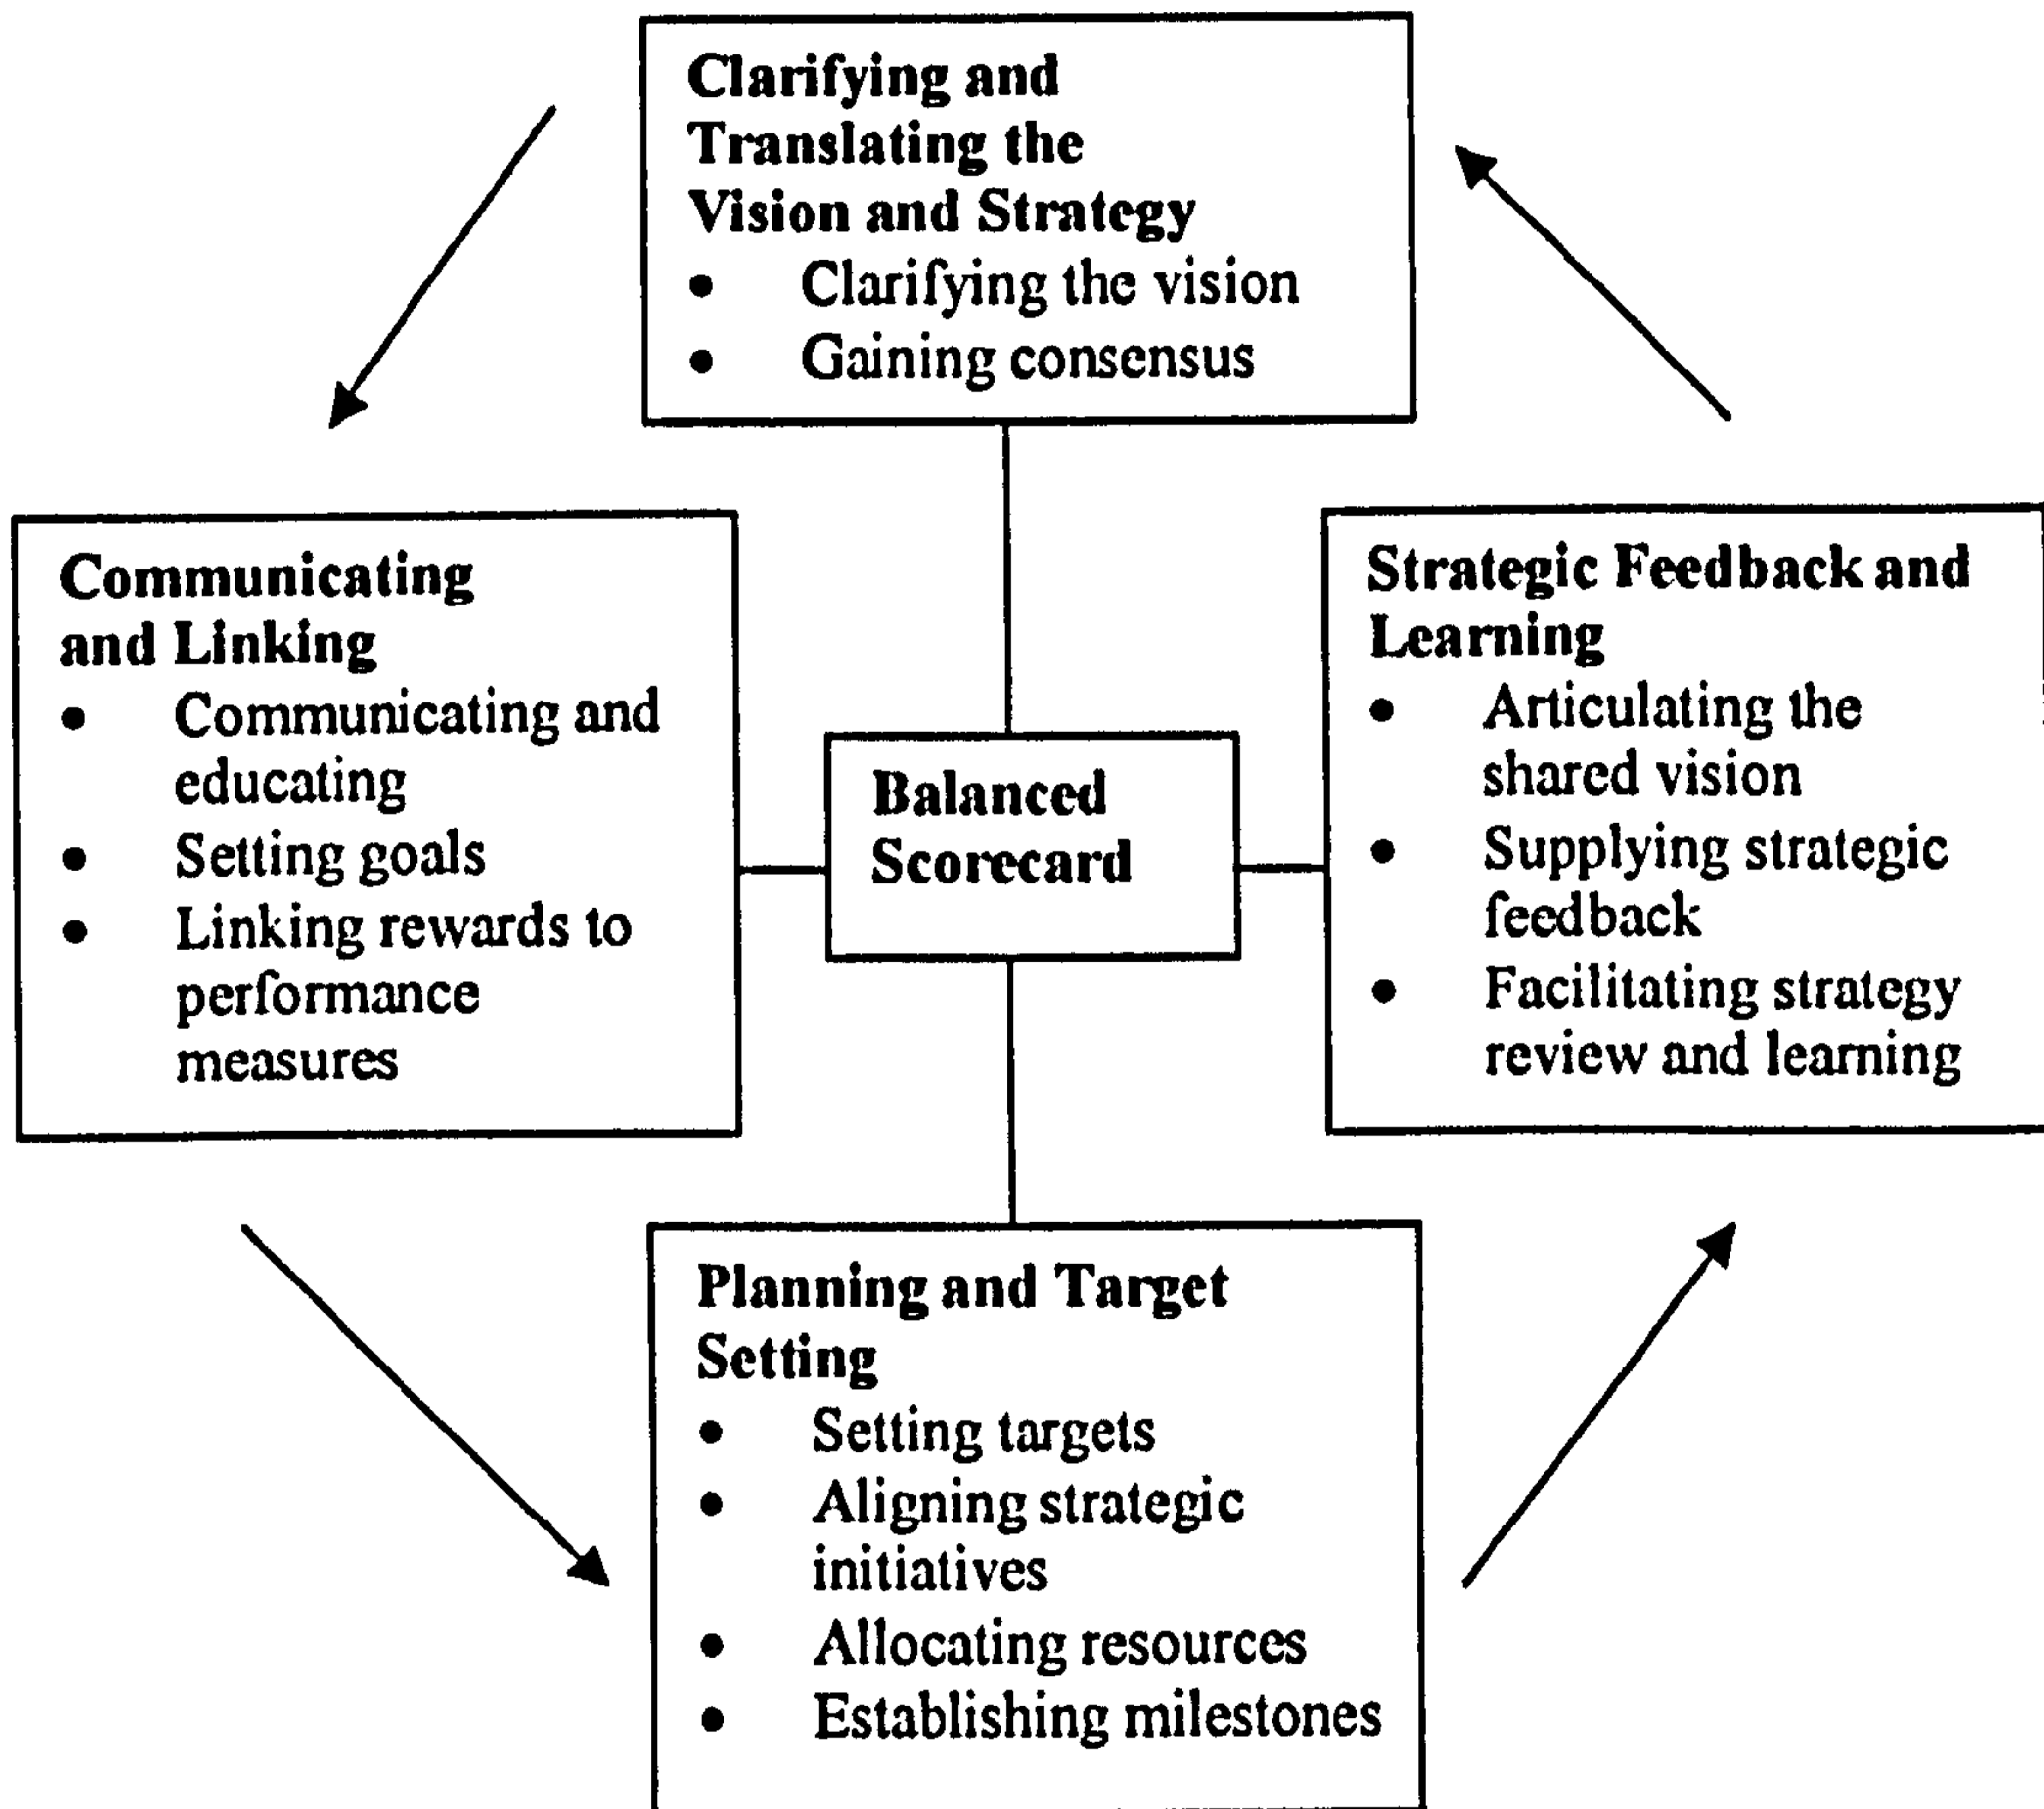 Clarifying and
Translating the
Vision and Strategy
• Clarifying the vision
• Gaining consensus
Communicating
and Linking
• Communicating and
educating
• Setting goals
• Linking rewards to
performance
measures
Balanced
Scorecard
Strategic Feedback and
Learning
• Articulating the
shared vision
• Supplying strategic
feedback
• Facilitating strategy
review and learning
Planning and Target
Setting
• Setting targets
• Aligning strategic
initiatives
• Allocating resources
• Establishing milestones